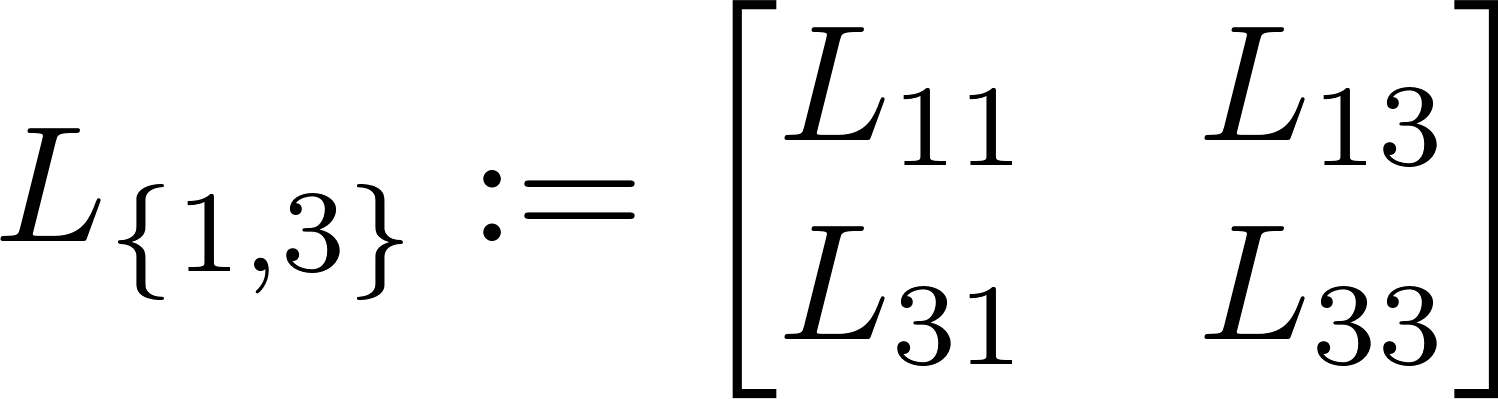 L_{\{1,3\}} := \begin{bmatrix} L_{11} & L_{13} \\ L_{31} & L_{33} \end{bmatrix}